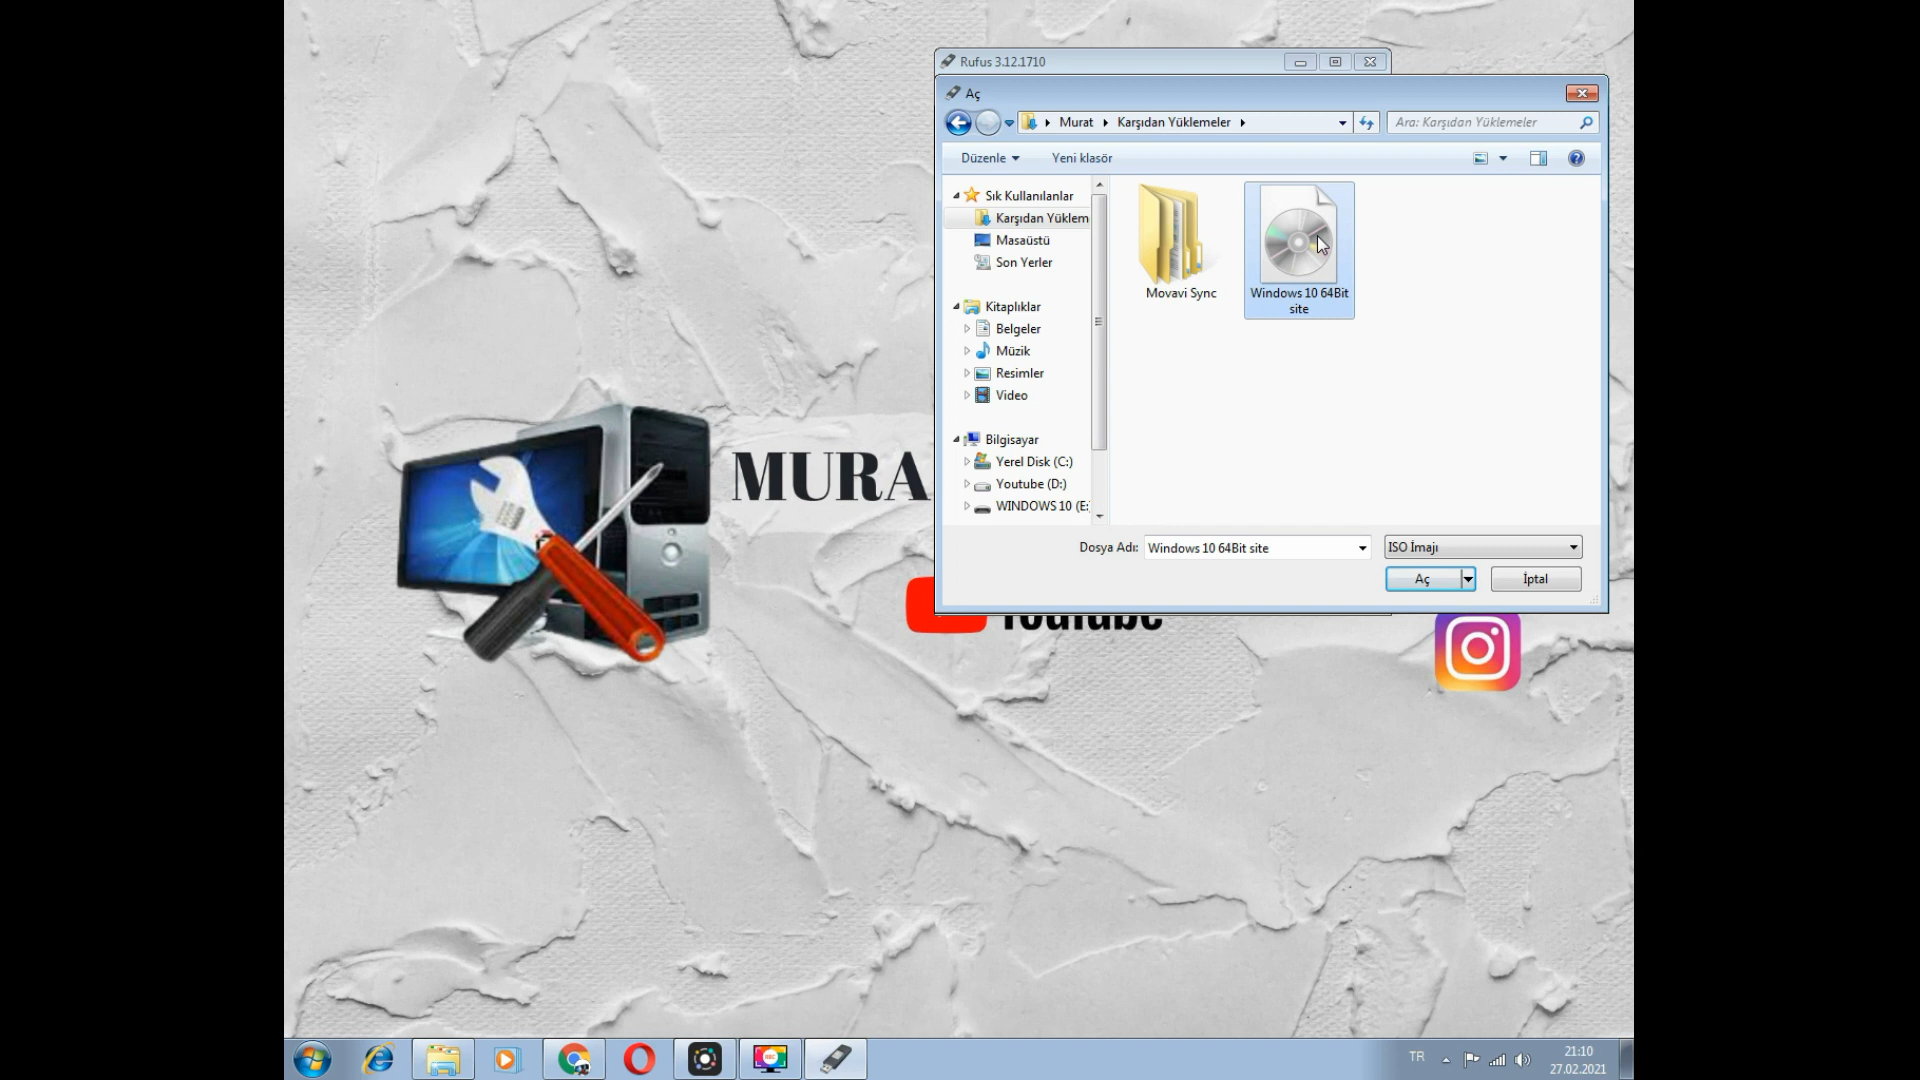 Rufus 3.12.1710
Aç
Murat
Karşıdan Yüklemeler
Ara: Karşıdan Yüklemeler
Düzenle
Yeni klasör
Sık Kullanılanlar
Karşıdan Yüklem
Masaüstü
Son Yerler
Kitaplıklar
Belgeler
Müzik
Resimler
Video
Bilgisayar
Yerel Disk (C:)
Youtube (D:)
WINDOWS 10 (E:
Movavi Sync
Windows 10 64Bit
site
Dosya Adı: Windows 10 64Bit site
ISO İmajı
Aç
İptal
MURA
YouTube
TR
21:10
27.02.2021